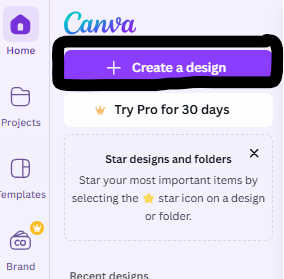 Canva
Home
Create a design
Try Pro for 30 days
Projects
Star designs and folders
Star your most important items by
selecting the star icon on a design
or folder.
Templates
CO
Brand
Recent designs